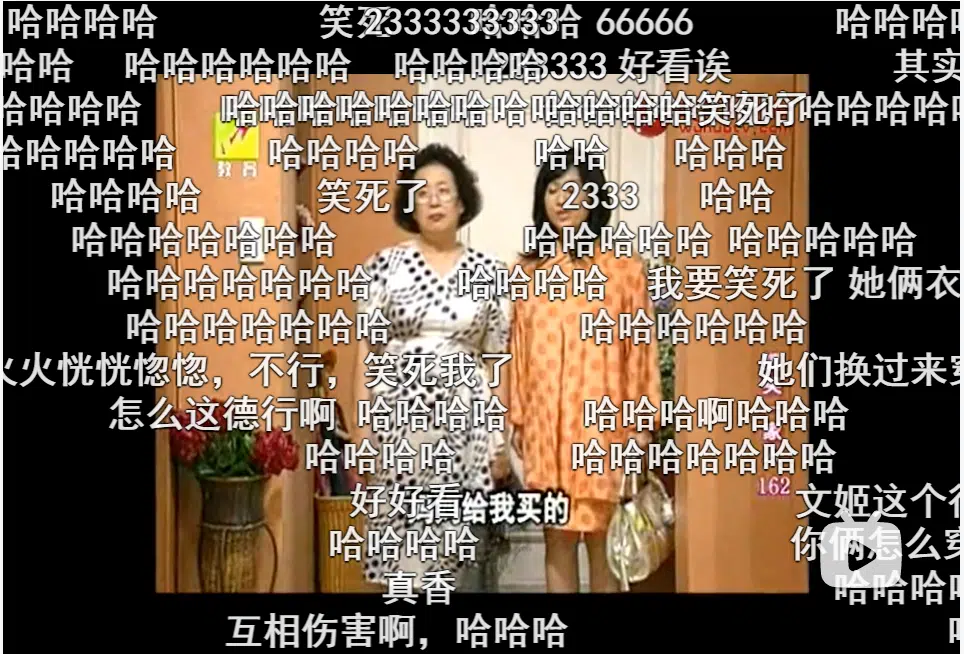 哈哈哈哈 笑死 2333333333 哈哈 66666 哈哈哈
哈哈 哈哈哈哈哈哈 哈哈哈哈 233333 好看诶 其实
哈哈哈哈 哈哈哈哈哈哈哈 哈哈哈哈哈笑死了 哈哈哈哈
哈哈哈哈哈 哈哈哈哈 哈哈 哈哈哈
教育
哈哈哈哈 笑死了 2333 哈哈
哈哈哈哈哈哈哈 哈哈哈哈哈 哈哈哈哈哈
哈哈哈哈哈哈哈 哈哈哈哈 我要笑死了 她俩衣
哈哈哈哈哈哈哈 哈哈哈哈哈哈
火恍恍惚惚，不行，笑死我了 她们换过来穿
怎么这德行啊 哈哈哈哈 哈哈哈啊哈哈哈
哈哈哈哈 哈哈哈哈哈哈哈
162
好好看 给我买的 文姬这个
哈哈哈哈 你俩怎么穿
真香 哈哈哈
互相伤害啊，哈哈哈